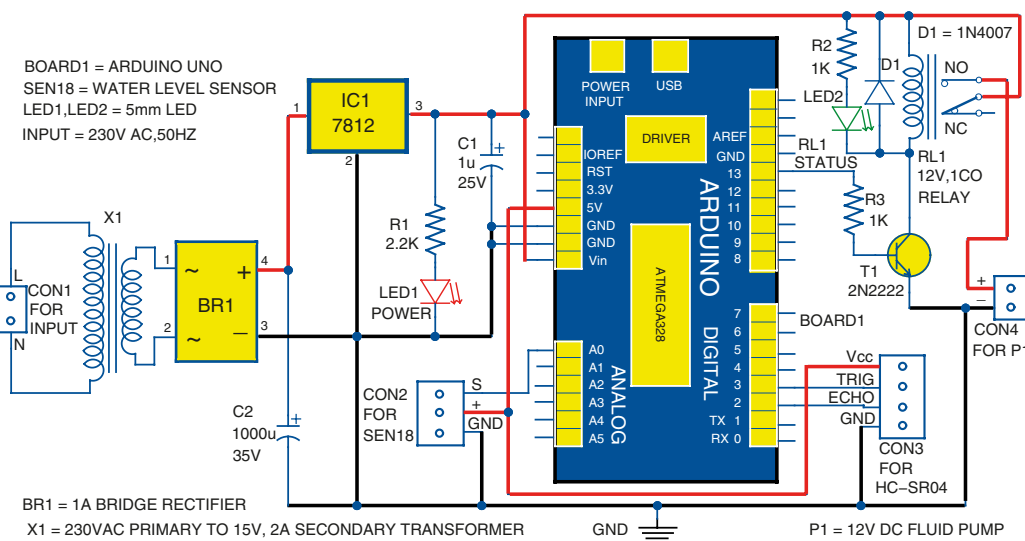 BOARD1 = ARDUINO UNO
SEN18 = WATER LEVEL SENSOR
LED1,LED2 = 5mm LED
INPUT = 230V AC,50HZ
1
IC1
7812
3
2
C1
1u
25V
R1
2.2K
LED1
POWER
X1
L
CON1
FOR
INPUT
N
1
2
~
~
BR1
+
−
4
3
C2
1000u
35V
+
+
CON2
FOR
SEN18
S
+
GND
POWER
INPUT
USB
DRIVER
IOREF
RST
3.3V
5V
GND
GND
Vin
AREF
GND
13
12
11
10
9
8
ARDUINO
ATMEGA328
DIGITAL
7
6
5
4
3
2
TX 1
RX 0
A0
A1
A2
A3
A4
A5
ANALOG
BOARD1
R2
1K
LED2
D1
D1 = 1N4007
NO
NC
RL1
STATUS
RL1
12V,1CO
RELAY
R3
1K
T1
2N2222
+
−
CON4
FOR P1
Vcc
TRIG
ECHO
GND
CON3
FOR
HC−SR04
BR1 = 1A BRIDGE RECTIFIER
X1 = 230VAC PRIMARY TO 15V, 2A SECONDARY TRANSFORMER
GND
P1 = 12V DC FLUID PUMP